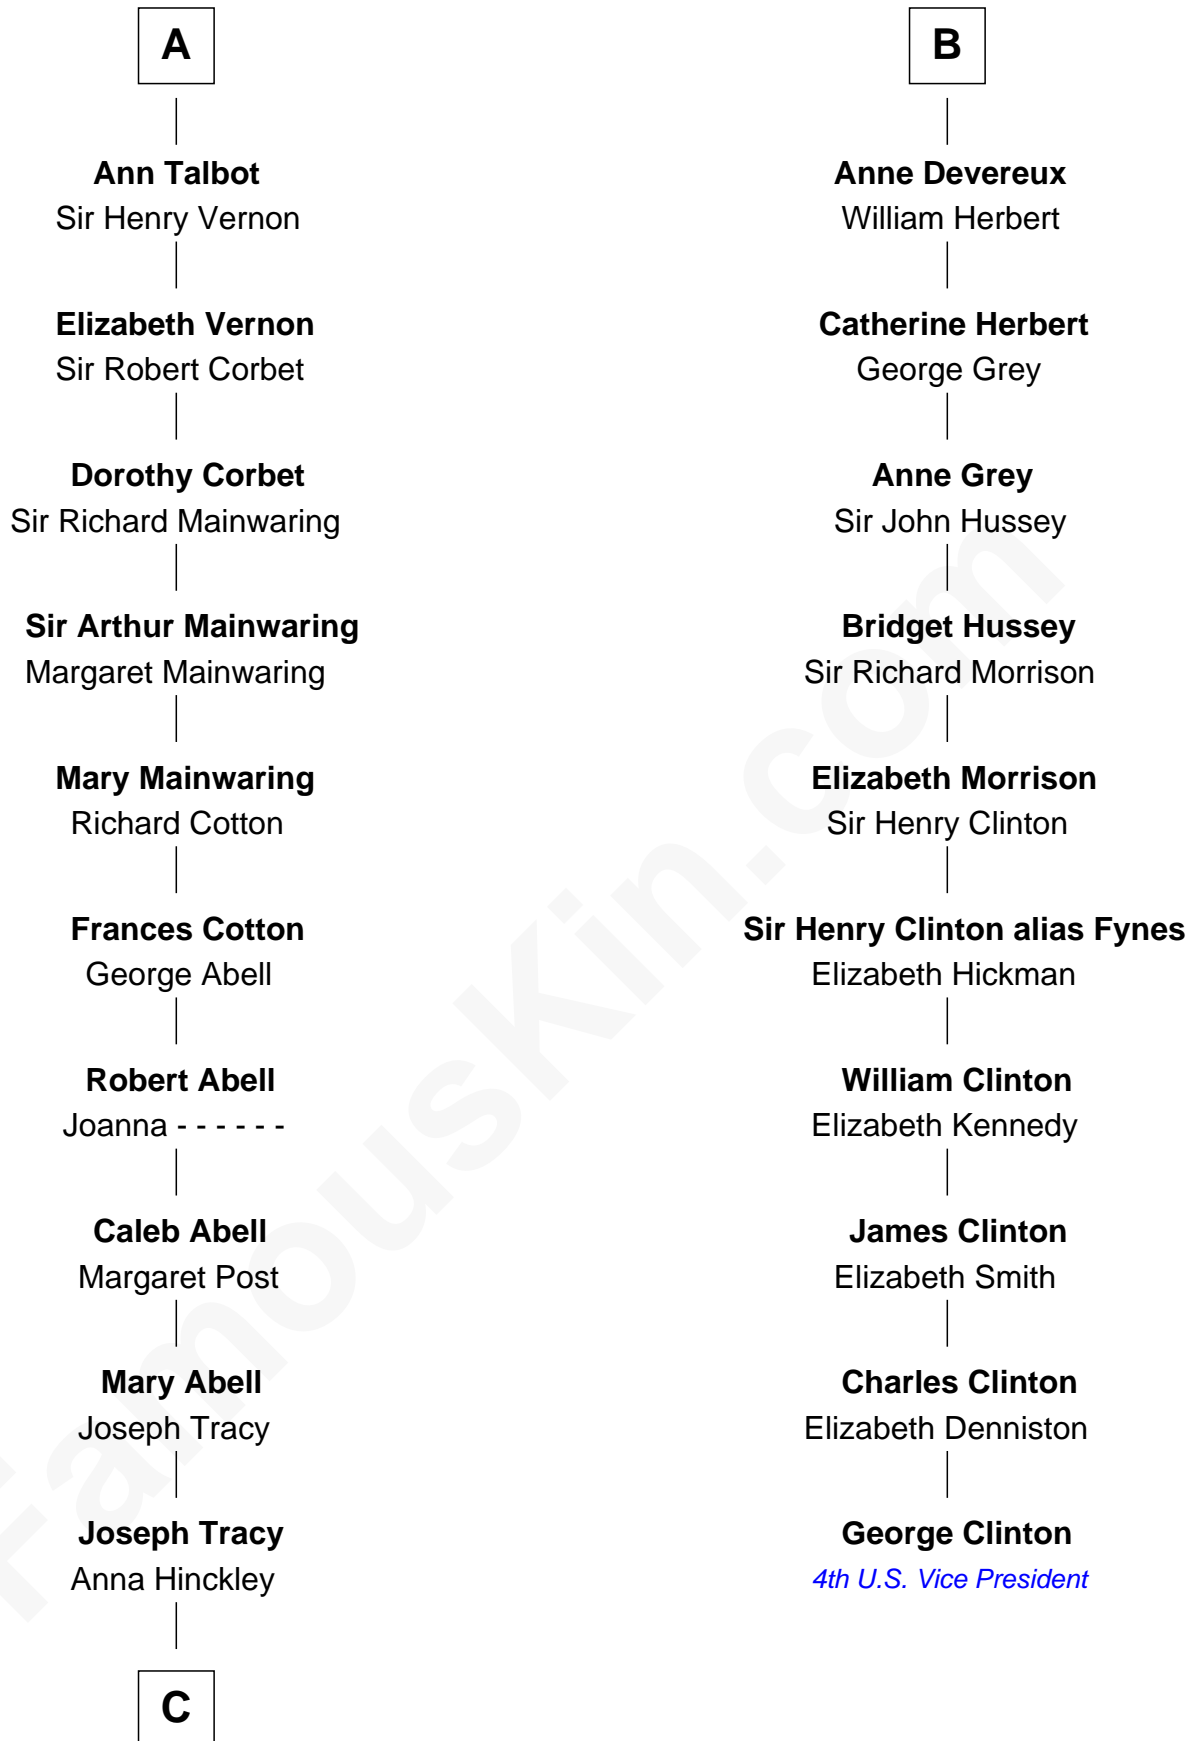 A
Ann Talbot
Sir Henry Vernon
Elizabeth Vernon
Sir Robert Corbet
Dorothy Corbet
Sir Richard Mainwaring
Sir Arthur Mainwaring
Margaret Mainwaring
Mary Mainwaring
Richard Cotton
Frances Cotton
George Abell
Robert Abell
Joanna - - - - - -
Caleb Abell
Margaret Post
Mary Abell
Joseph Tracy
Joseph Tracy
Anna Hinckley
C
B
Anne Devereux
William Herbert
Catherine Herbert
George Grey
Anne Grey
Sir John Hussey
Bridget Hussey
Sir Richard Morrison
Elizabeth Morrison
Sir Henry Clinton
Sir Henry Clinton alias Fynes
Elizabeth Hickman
William Clinton
Elizabeth Kennedy
James Clinton
Elizabeth Smith
Charles Clinton
Elizabeth Denniston
George Clinton
4th U.S. Vice President
FamousKin.com